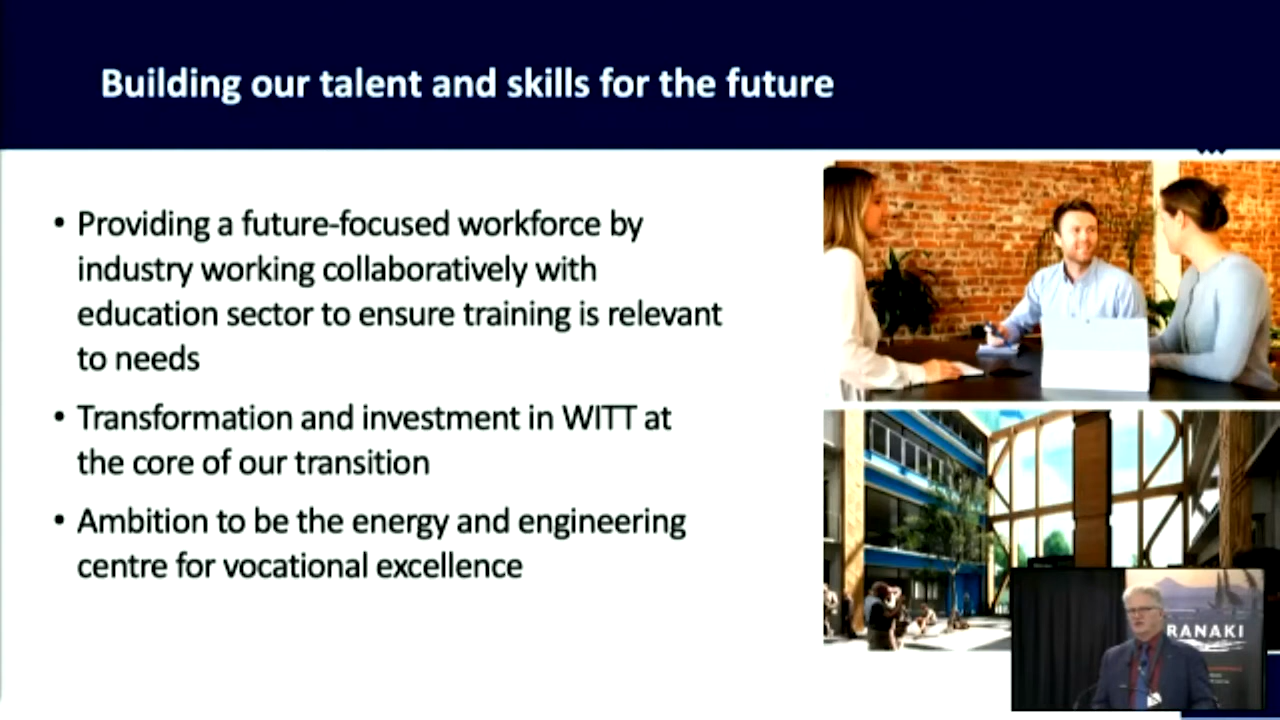 Building our talent and skills for the future
• Providing a future-focused workforce by
industry working collaboratively with
education sector to ensure training is relevant
to needs
• Transformation and investment in WITT at
the core of our transition
• Ambition to be the energy and engineering
centre for vocational excellence
RANAKI